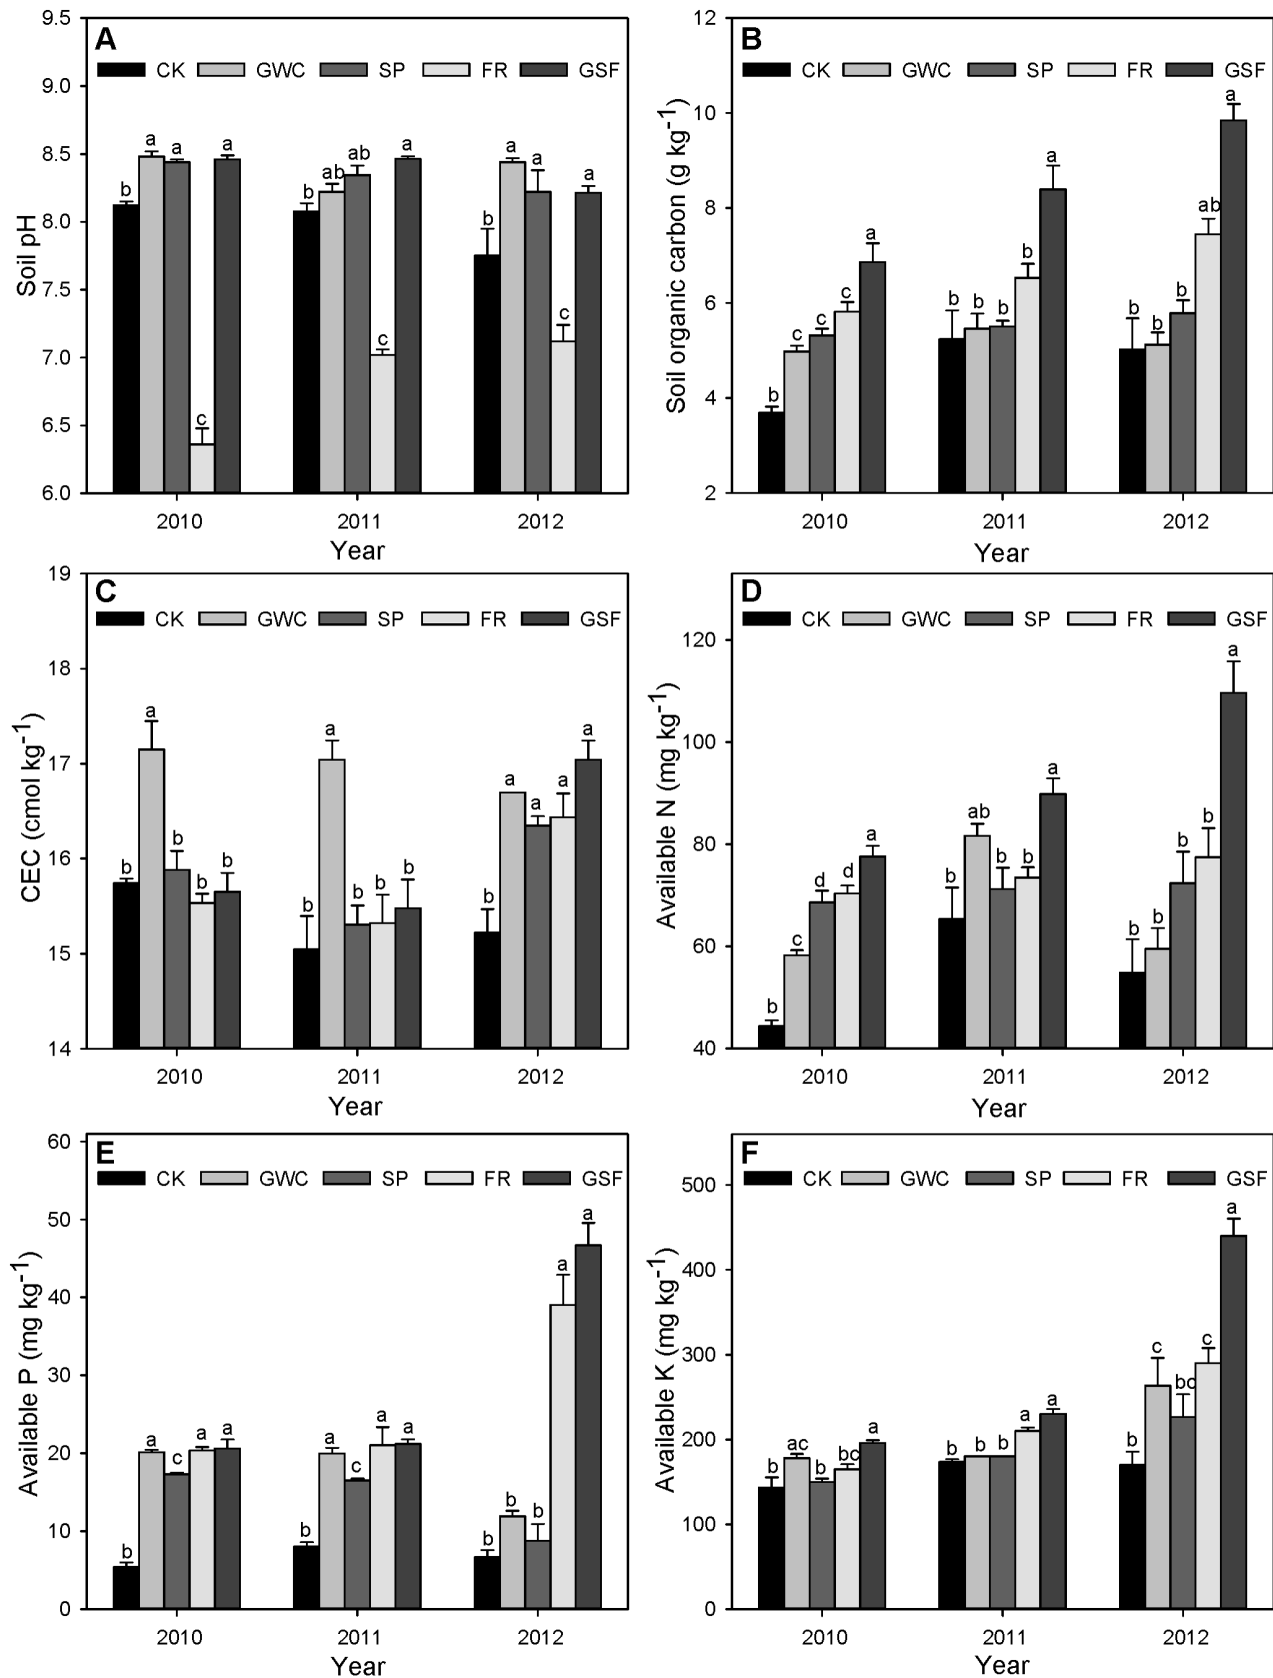 A
CK GWC SP FR GSF
Soil pH
9.5
9.0
8.5
8.0
7.5
7.0
6.5
6.0
b a a c a
b ab ab c a
b a a c a
2010 2011 2012
Year
B
CK GWC SP FR GSF
Soil organic carbon (g kg-1)
12
10
8
6
4
2
b c c c a
b b b b a
b b b ab a
2010 2011 2012
Year
C
CK GWC SP FR GSF
CEC (cmol kg-1)
19
18
17
16
15
14
b a b b b
b a b b b
b a a a a
2010 2011 2012
Year
D
CK GWC SP FR GSF
Available N (mg kg-1)
120
100
80
60
40
b c d d a
b ab b b a
b b b b a
2010 2011 2012
Year
E
CK GWC SP FR GSF
Available P (mg kg-1)
60
50
40
30
20
10
0
b a c a a
b a c a a
b b b a a
2010 2011 2012
Year
F
CK GWC SP FR GSF
Available K (mg kg-1)
500
400
300
200
100
0
b ac b bc a
b b b a a
b c bc c a
2010 2011 2012
Year